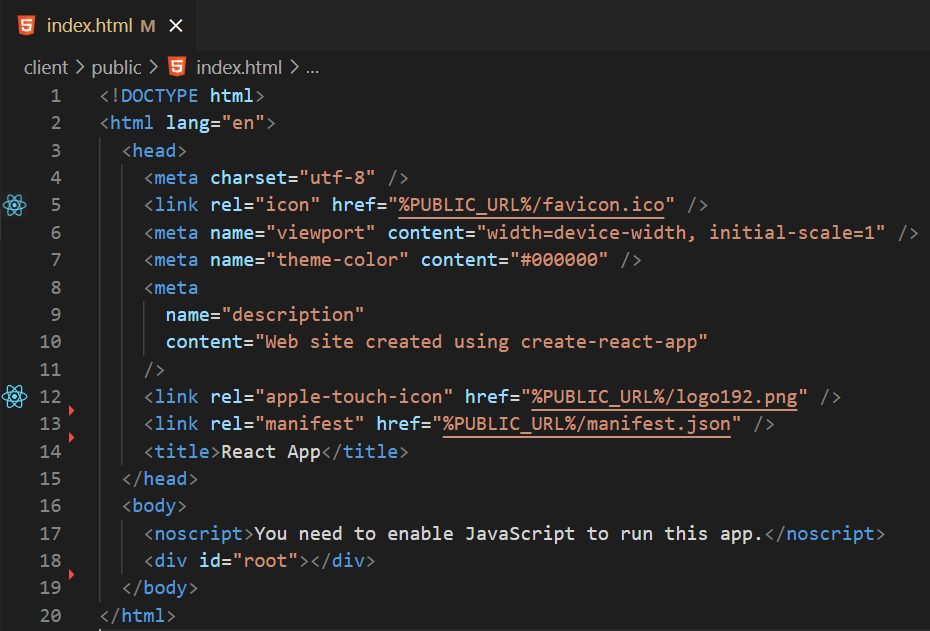 index.html M ×
client > public > index.html > ...
1 <!DOCTYPE html>
2 <html lang="en">
3 <head>
4 <meta charset="utf-8" />
5 <link rel="icon" href="%PUBLIC_URL%/favicon.ico" />
6 <meta name="viewport" content="width=device-width, initial-scale=1" />
7 <meta name="theme-color" content="#000000" />
8 <meta
9 name="description"
10 content="Web site created using create-react-app"
11 />
12 <link rel="apple-touch-icon" href="%PUBLIC_URL%/logo192.png" />
13 <link rel="manifest" href="%PUBLIC_URL%/manifest.json" />
14 <title>React App</title>
15 </head>
16 <body>
17 <noscript>You need to enable JavaScript to run this app.</noscript>
18 <div id="root"></div>
19 </body>
20 </html>